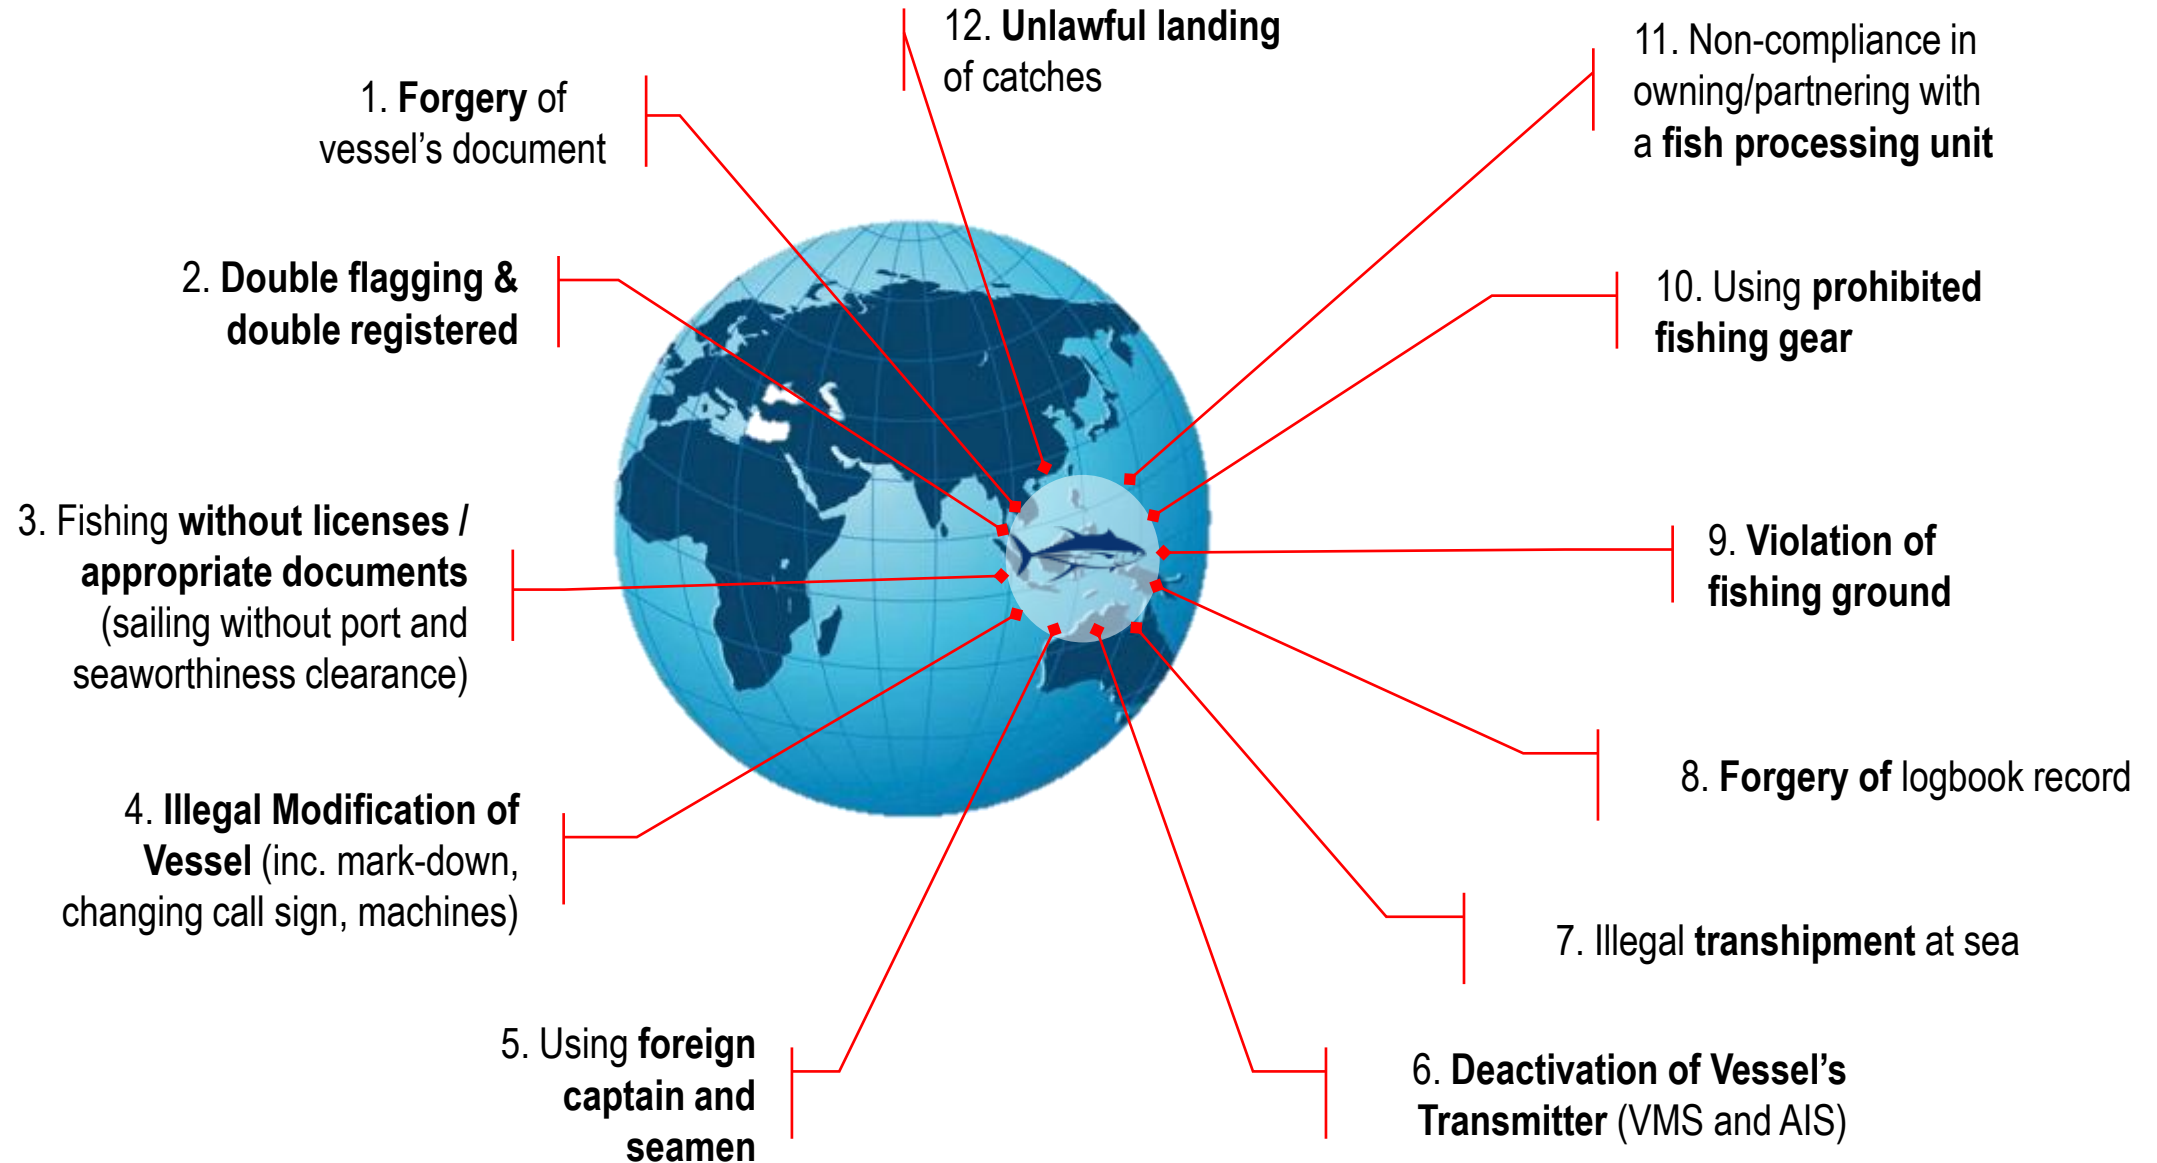 1. Forgery of
vessel’s document
2. Double flagging &
double registered
3. Fishing without licenses /
appropriate documents
(sailing without port and
seaworthiness clearance)
4. Illegal Modification of
Vessel (inc. mark-down,
changing call sign, machines)
5. Using foreign
captain and
seamen
6. Deactivation of Vessel’s
Transmitter (VMS and AIS)
7. Illegal transhipment at sea
8. Forgery of logbook record
9. Violation of
fishing ground
10. Using prohibited
fishing gear
11. Non-compliance in
owning/partnering with
a fish processing unit
12. Unlawful landing
of catches